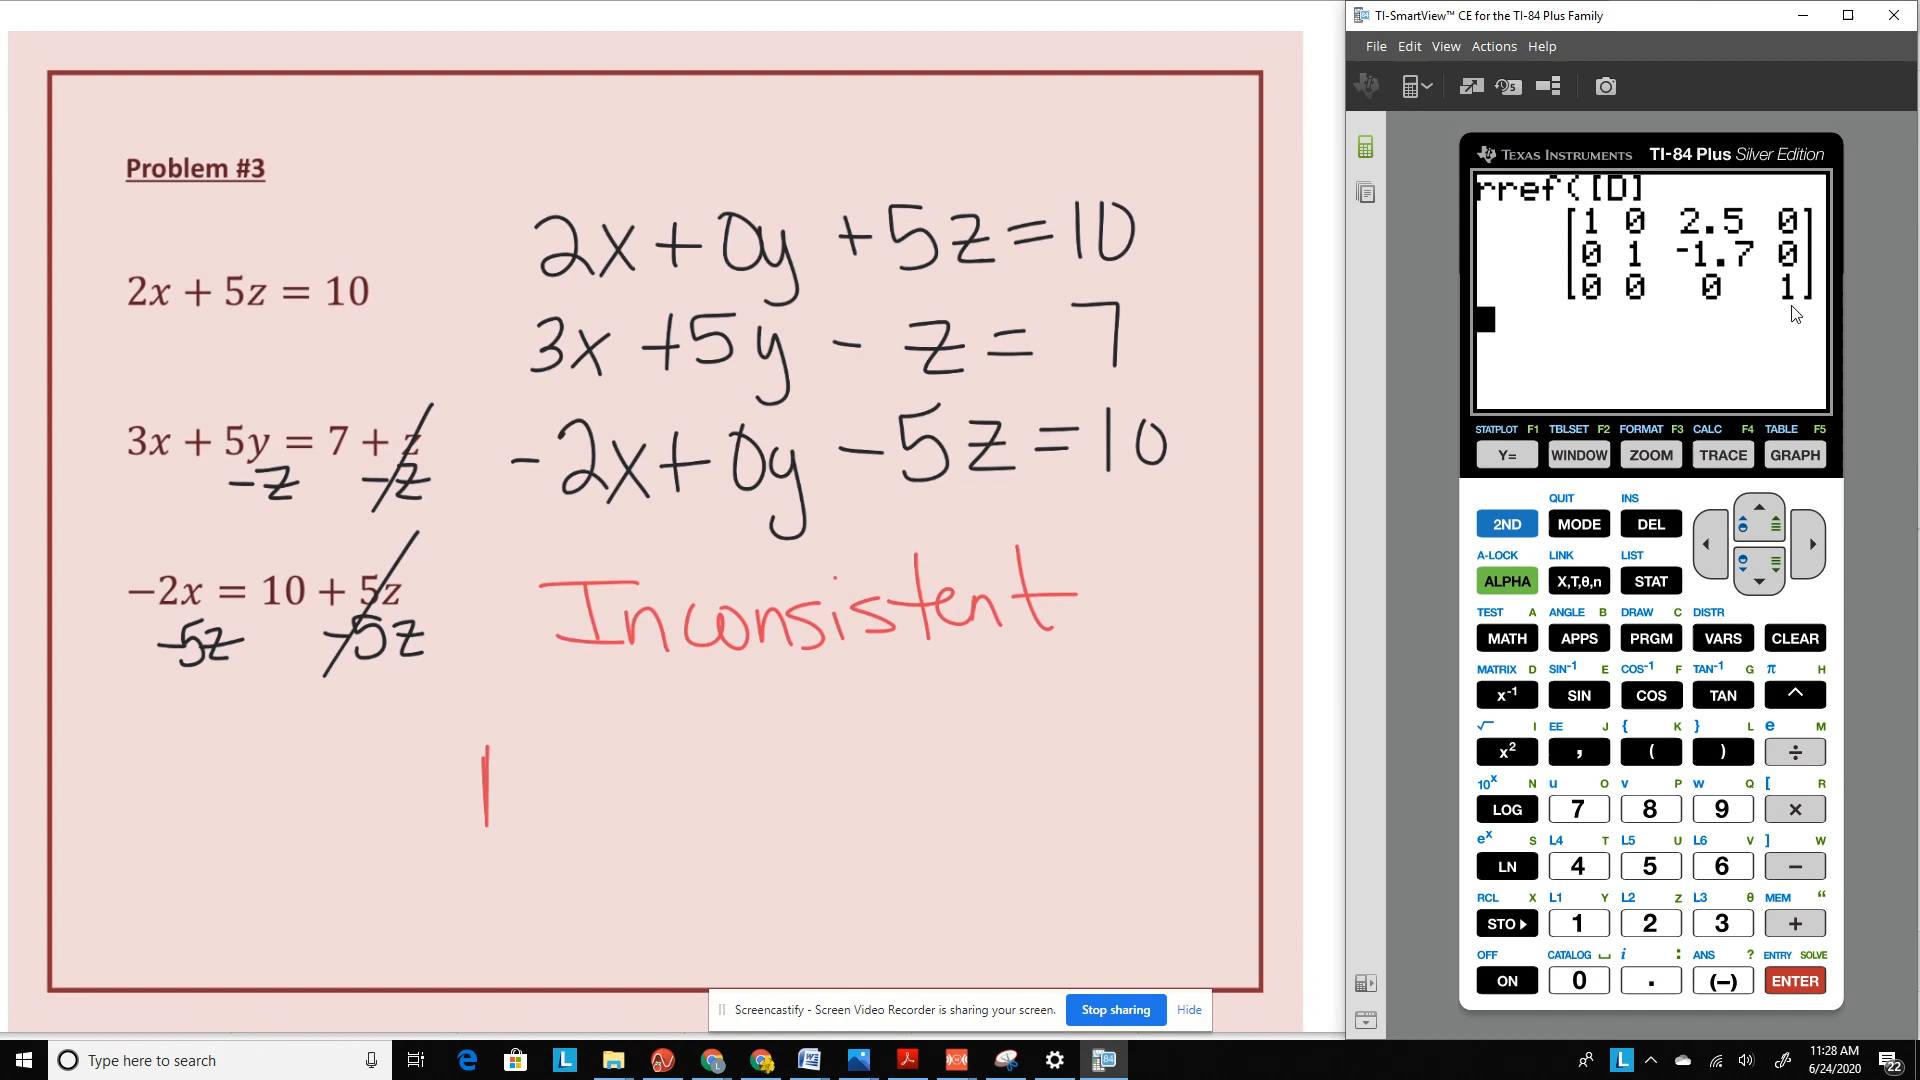 TI-SmartView™ CE for the TI-84 Plus Family
File Edit View Actions Help
Problem #3
2x + 5z = 10
3x + 5y = 7 + z
-z -z
−2x = 10 + 5z
-5z -5z
2x+0y +5z=10
3x +5y - z = 7
-2x+0y -5z=10
Inconsistent
TEXAS INSTRUMENTS TI-84 Plus Silver Edition
rref([D]
[1 0 2.5 0]
[0 1 -1.7 0]
[0 0 0 1]
STATPLOT F1 TBLSET F2 FORMAT F3 CALC F4 TABLE F5
Y= WINDOW ZOOM TRACE GRAPH
QUIT INS
2ND MODE DEL
A-LOCK LINK LIST
ALPHA X,T,θ,n STAT
TEST A ANGLE B DRAW C DISTR
MATH APPS PRGM VARS CLEAR
MATRIX D SIN⁻¹ E COS⁻¹ F TAN⁻¹ G π H
x⁻¹ SIN COS TAN ^
√ I EE J { K } L e M
x² , ( ) ÷
10ˣ N u O v P w Q [ R
LOG 7 8 9 ×
eˣ S L4 T L5 U L6 V ] W
LN 4 5 6 −
RCL X L1 Y L2 Z L3 θ MEM “
STO▸ 1 2 3 +
OFF CATALOG ⎵ i : ANS ? ENTRY SOLVE
ON 0 . (−) ENTER
Screencastify - Screen Video Recorder is sharing your screen. Stop sharing Hide
Type here to search
11:28 AM
6/24/2020
22